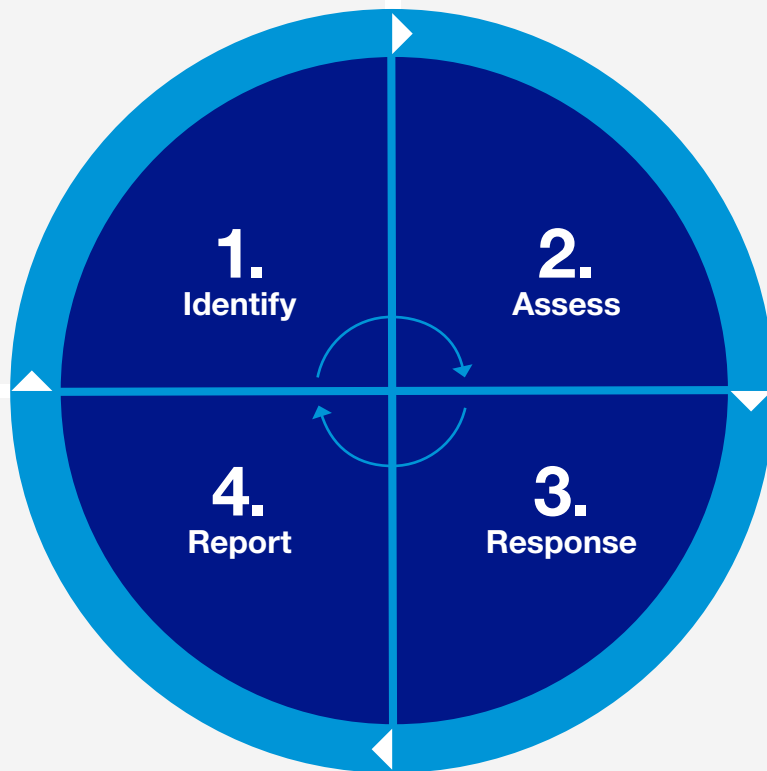 1.
Identify
2.
Assess
3.
Response
4.
Report